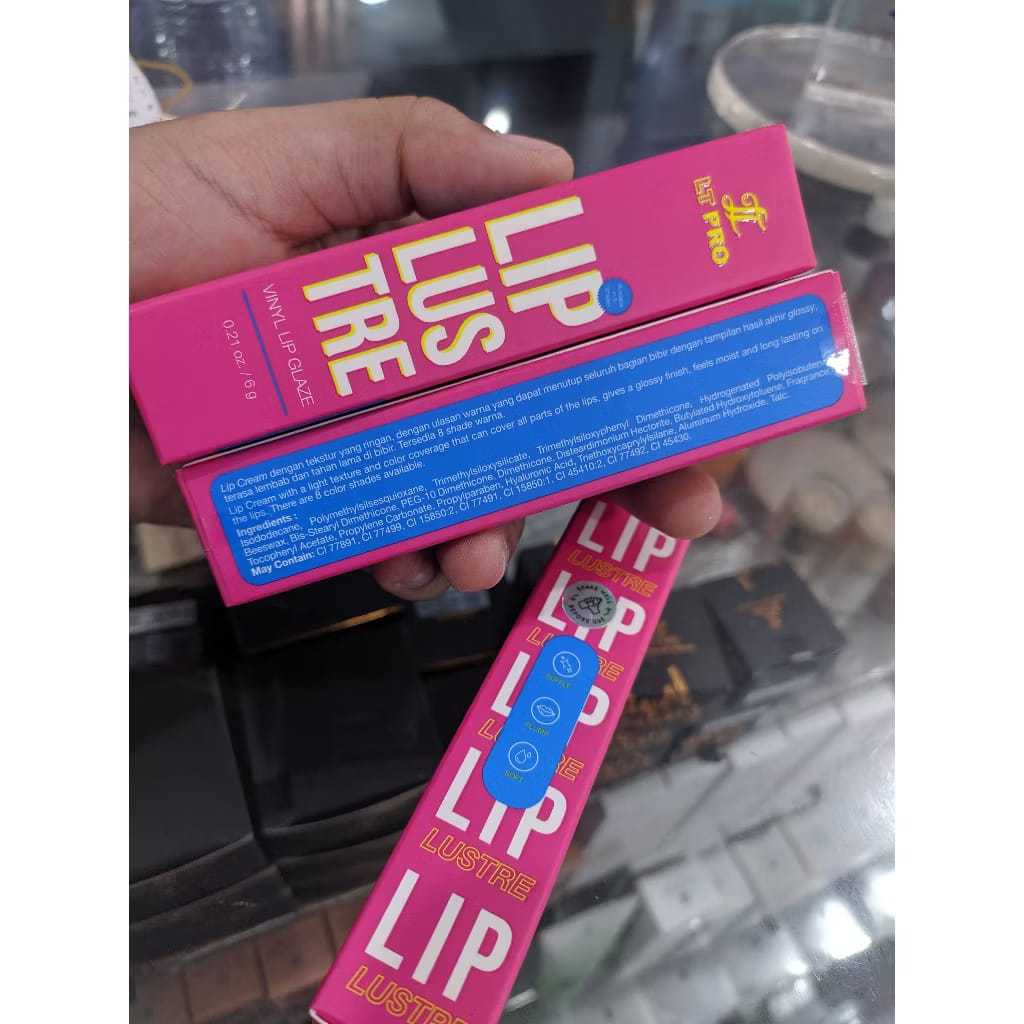 LT PRO
LIP
LUS
TRE
VINYL LIP GLAZE
0.21 oz. / 6 g
Lip Cream dengan tekstur yang ringan, dengan ulasan warna yang dapat menutup seluruh bagian bibir dengan tampilan hasil akhir glossy,
terasa lembab dan tahan lama di bibir. Tersedia 8 shade warna.
Lip Cream with a light texture and color coverage that can cover all parts of the lips, gives a glossy finish, feels moist and long lasting on
the lips. There are 8 color shades available.
Ingredients :
Isododecane, Polymethylsilsesquioxane, Trimethylsiloxysilicate, Trimethylsiloxyphenyl Dimethicone, Hydrogenated Polyisobutene,
Beeswax, Bis-Stearyl Dimethicone, PEG-10 Dimethicone, Dimethicone, Disteardimonium Hectorite, Butylated Hydroxytoluene, Fragrance,
Tocopheryl Acetate, Propylene Carbonate, Propylparaben, Hyaluronic Acid, Triethoxycaprylylsilane, Aluminum Hydroxide, Talc.
May Contain: CI 77891, CI 77499, CI 15850:2, CI 77491, CI 15850:1, CI 45410:2, CI 77492, CI 45430.
LIP
LUSTRE
LIP
LIP
SUPPLE
PLUMP
SOFT
LIP
LUSTRE
LIP
LUSTRE